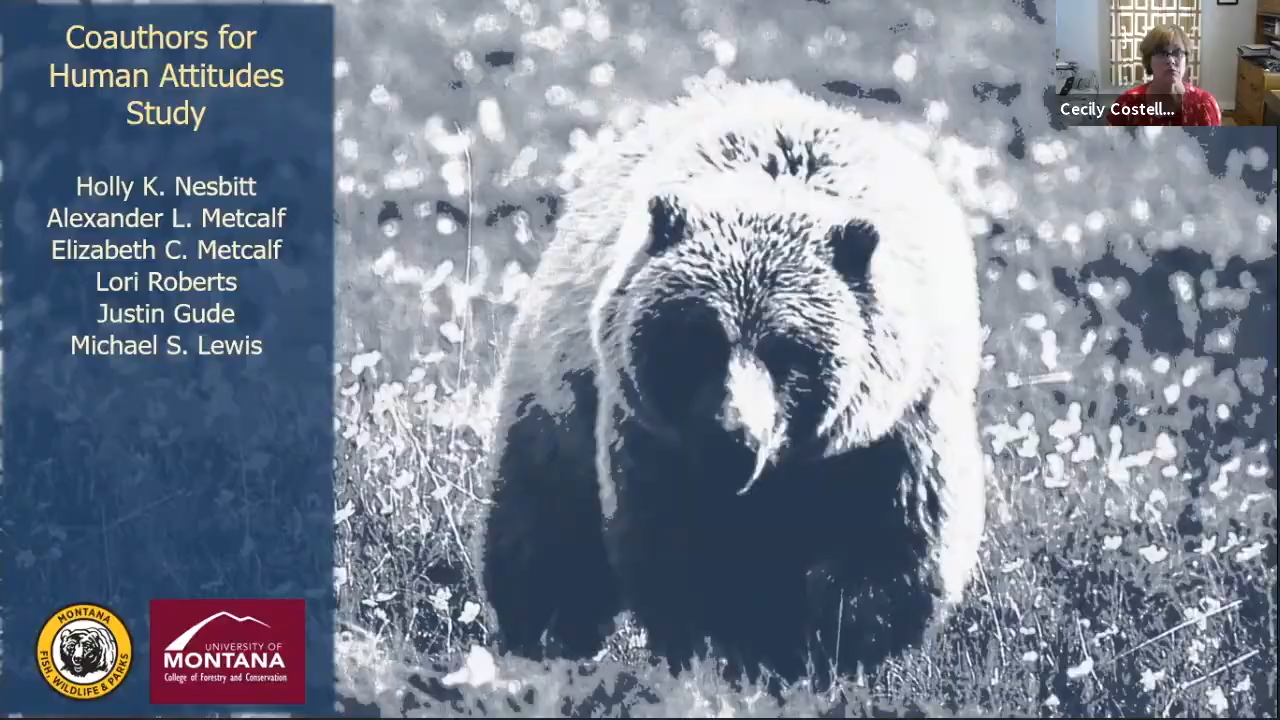 Coauthors for
Human Attitudes
Study
Holly K. Nesbitt
Alexander L. Metcalf
Elizabeth C. Metcalf
Lori Roberts
Justin Gude
Michael S. Lewis
MONTANA
FISH, WILDLIFE & PARKS
UNIVERSITY OF
MONTANA
College of Forestry and Conservation
Cecily Costell...